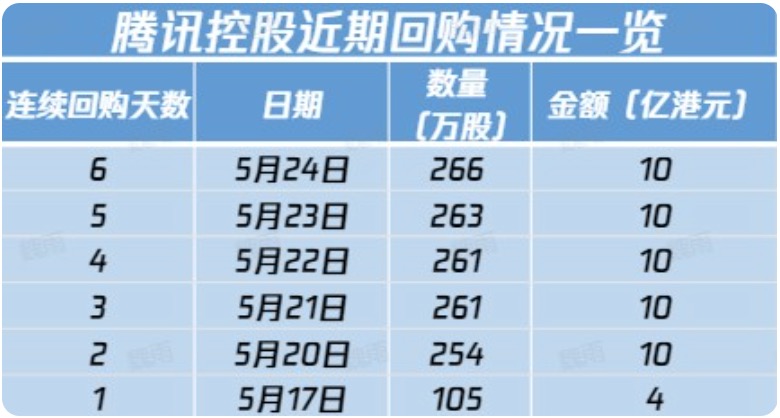 腾讯控股近期回购情况一览
连续回购天数 日期 数量（万股） 金额（亿港元）
6 5月24日 266 10
5 5月23日 263 10
4 5月22日 261 10
3 5月21日 261 10
2 5月20日 254 10
1 5月17日 105 4